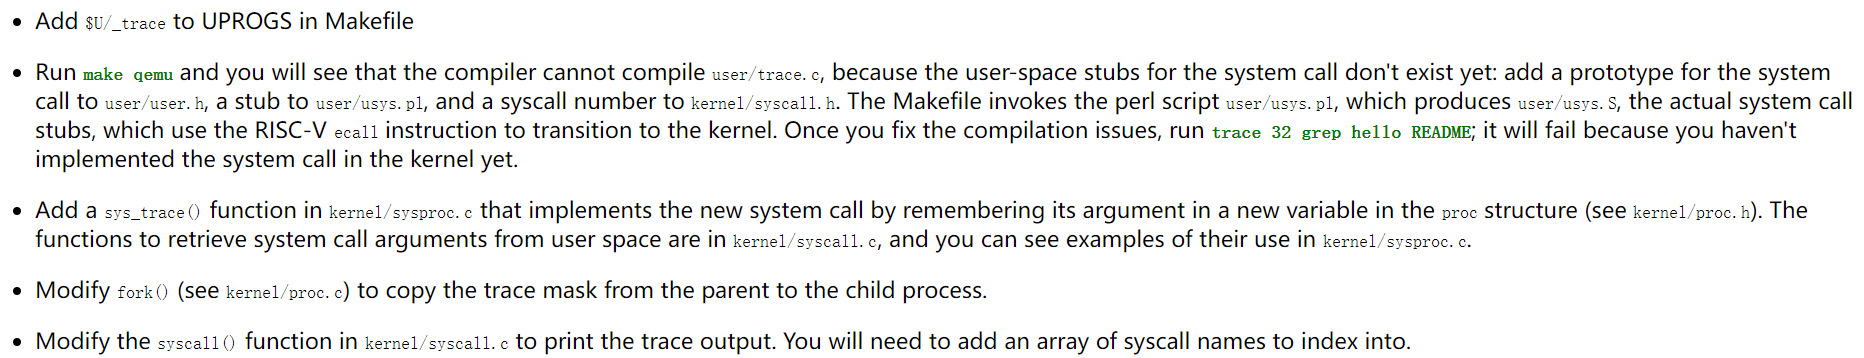 • Add $U/_trace to UPROGS in Makefile
• Run make qemu and you will see that the compiler cannot compile user/trace.c, because the user-space stubs for the system call don't exist yet: add a prototype for the system
call to user/user.h, a stub to user/usys.pl, and a syscall number to kernel/syscall.h. The Makefile invokes the perl script user/usys.pl, which produces user/usys.S, the actual system call
stubs, which use the RISC-V ecall instruction to transition to the kernel. Once you fix the compilation issues, run trace 32 grep hello README; it will fail because you haven't
implemented the system call in the kernel yet.
• Add a sys_trace() function in kernel/sysproc.c that implements the new system call by remembering its argument in a new variable in the proc structure (see kernel/proc.h). The
functions to retrieve system call arguments from user space are in kernel/syscall.c, and you can see examples of their use in kernel/sysproc.c.
• Modify fork() (see kernel/proc.c) to copy the trace mask from the parent to the child process.
• Modify the syscall() function in kernel/syscall.c to print the trace output. You will need to add an array of syscall names to index into.